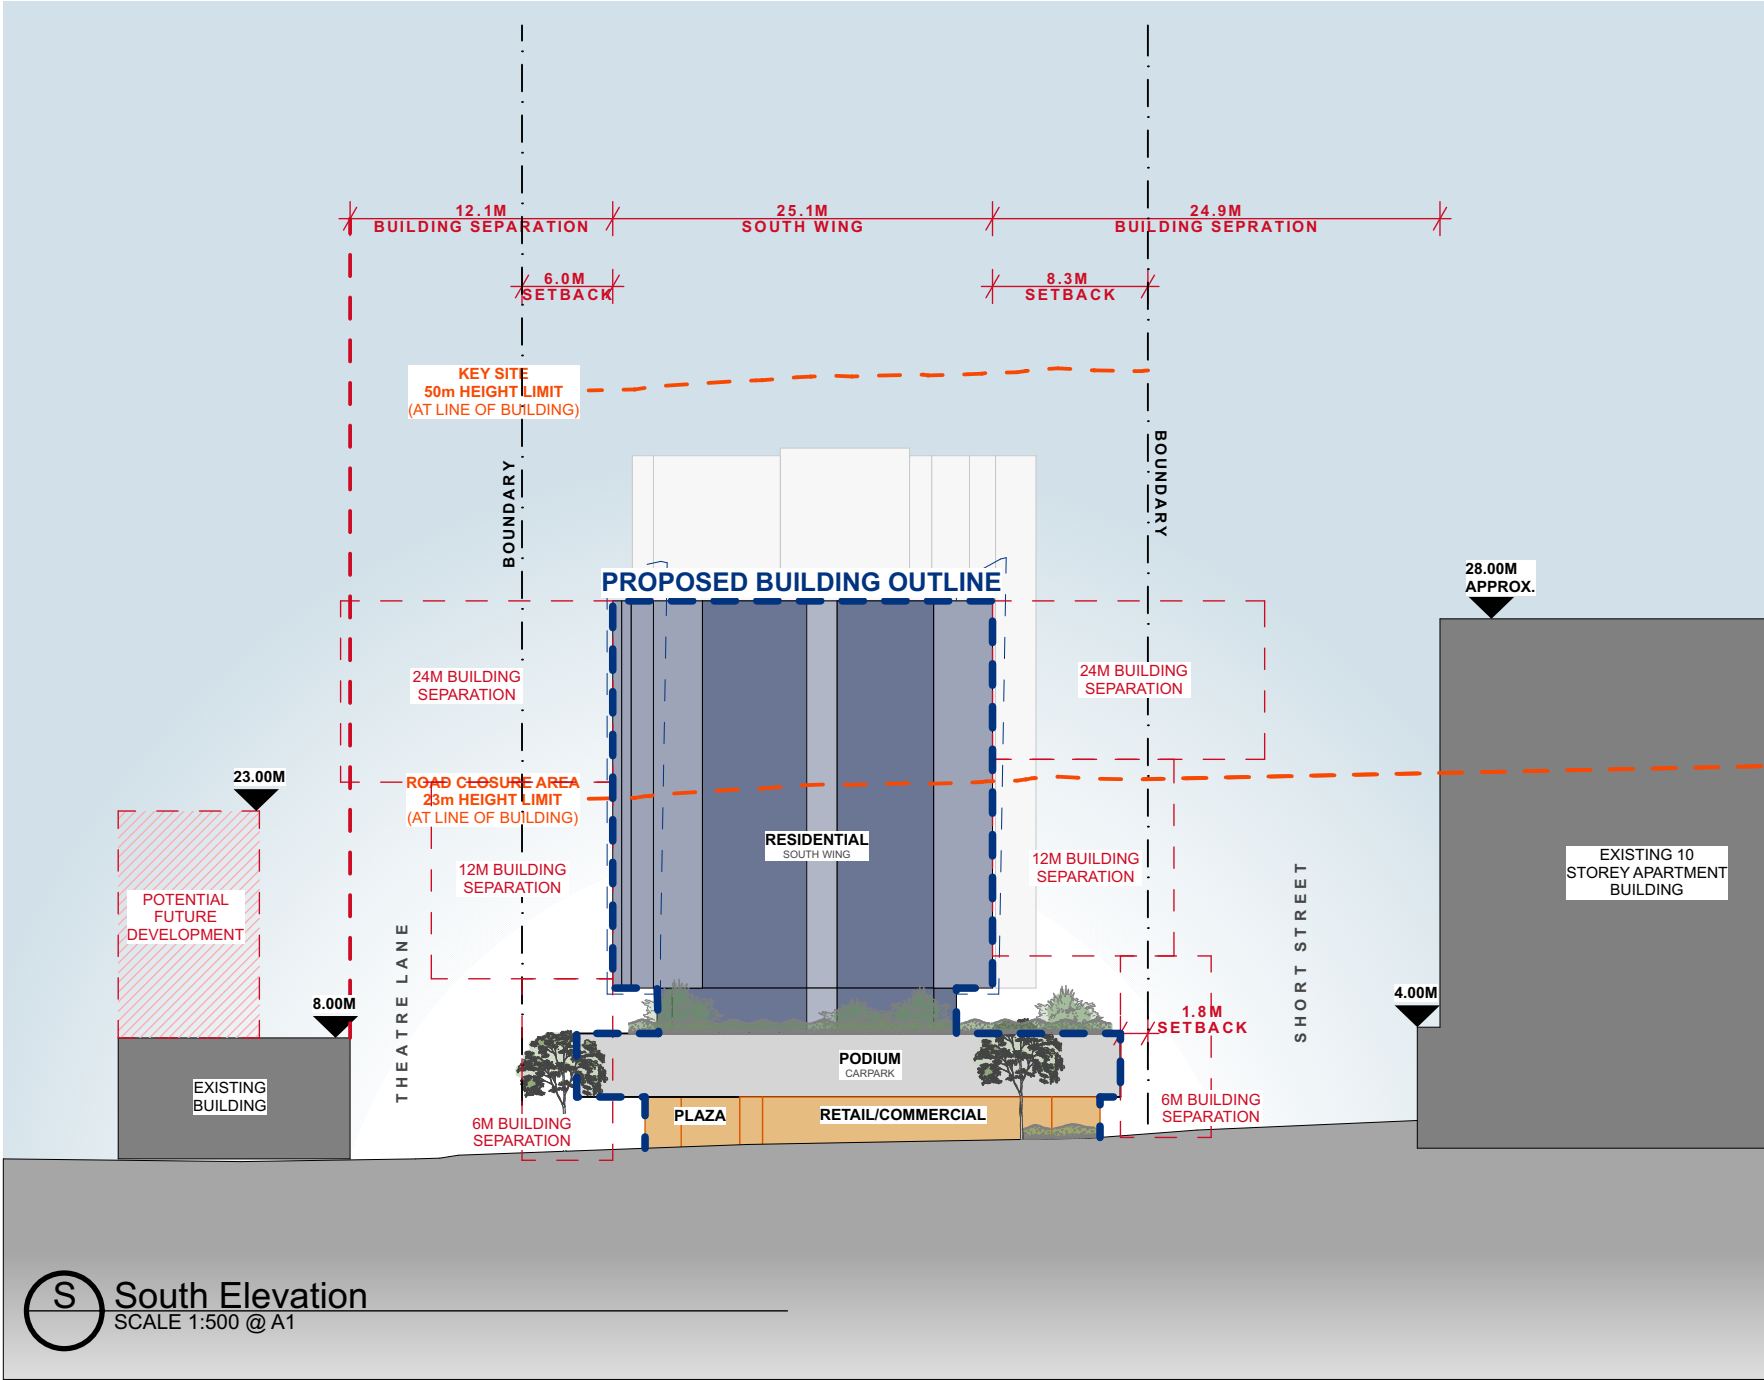 12.1M
BUILDING SEPARATION
25.1M
SOUTH WING
24.9M
BUILDING SEPRATION
6.0M
SETBACK
8.3M
SETBACK
KEY SITE
50m HEIGHT LIMIT
(AT LINE OF BUILDING)
BOUNDARY
BOUNDARY
PROPOSED BUILDING OUTLINE
28.00M
APPROX.
24M BUILDING
SEPARATION
24M BUILDING
SEPARATION
23.00M
ROAD CLOSURE AREA
23m HEIGHT LIMIT
(AT LINE OF BUILDING)
RESIDENTIAL
SOUTH WING
12M BUILDING
SEPARATION
12M BUILDING
SEPARATION
EXISTING 10
STOREY APARTMENT
BUILDING
POTENTIAL
FUTURE
DEVELOPMENT
THEATRE LANE
SHORT STREET
8.00M
4.00M
1.8M
SETBACK
PODIUM
CARPARK
EXISTING
BUILDING
PLAZA
RETAIL/COMMERCIAL
6M BUILDING
SEPARATION
6M BUILDING
SEPARATION
S
South Elevation
SCALE 1:500 @ A1